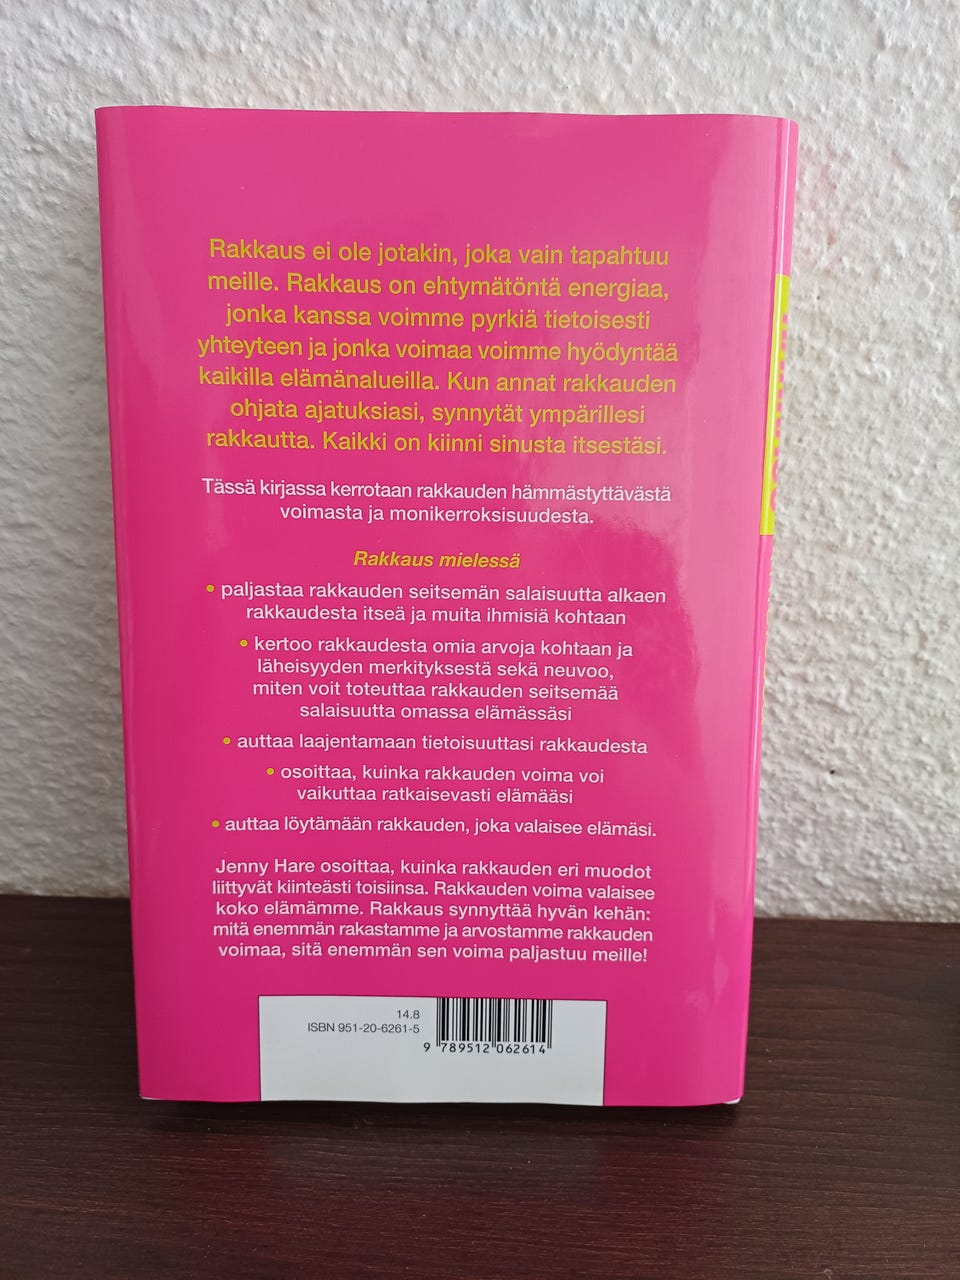 Rakkaus ei ole jotakin, joka vain tapahtuu
meille. Rakkaus on ehtymätöntä energiaa,
jonka kanssa voimme pyrkiä tietoisesti
yhteyteen ja jonka voimaa voimme hyödyntää
kaikilla elämänalueilla. Kun annat rakkauden
ohjata ajatuksiasi, synnytät ympärillesi
rakkautta. Kaikki on kiinni sinusta itsestäsi.
Tässä kirjassa kerrotaan rakkauden hämmästyttävästä
voimasta ja monikerroksisuudesta.
Rakkaus mielessä
• paljastaa rakkauden seitsemän salaisuutta alkaen
rakkaudesta itseä ja muita ihmisiä kohtaan
• kertoo rakkaudesta omia arvoja kohtaan ja
läheisyyden merkityksestä sekä neuvoo,
miten voit toteuttaa rakkauden seitsemää
salaisuutta omassa elämässäsi
• auttaa laajentamaan tietoisuuttasi rakkaudesta
• osoittaa, kuinka rakkauden voima voi
vaikuttaa ratkaisevasti elämääsi
• auttaa löytämään rakkauden, joka valaisee elämäsi.
Jenny Hare osoittaa, kuinka rakkauden eri muodot
liittyvät kiinteästi toisiinsa. Rakkauden voima valaisee
koko elämämme. Rakkaus synnyttää hyvän kehän:
mitä enemmän rakastamme ja arvostamme rakkauden
voimaa, sitä enemmän sen voima paljastuu meille!
14.8
ISBN 951-20-6261-5
9 789512 062614